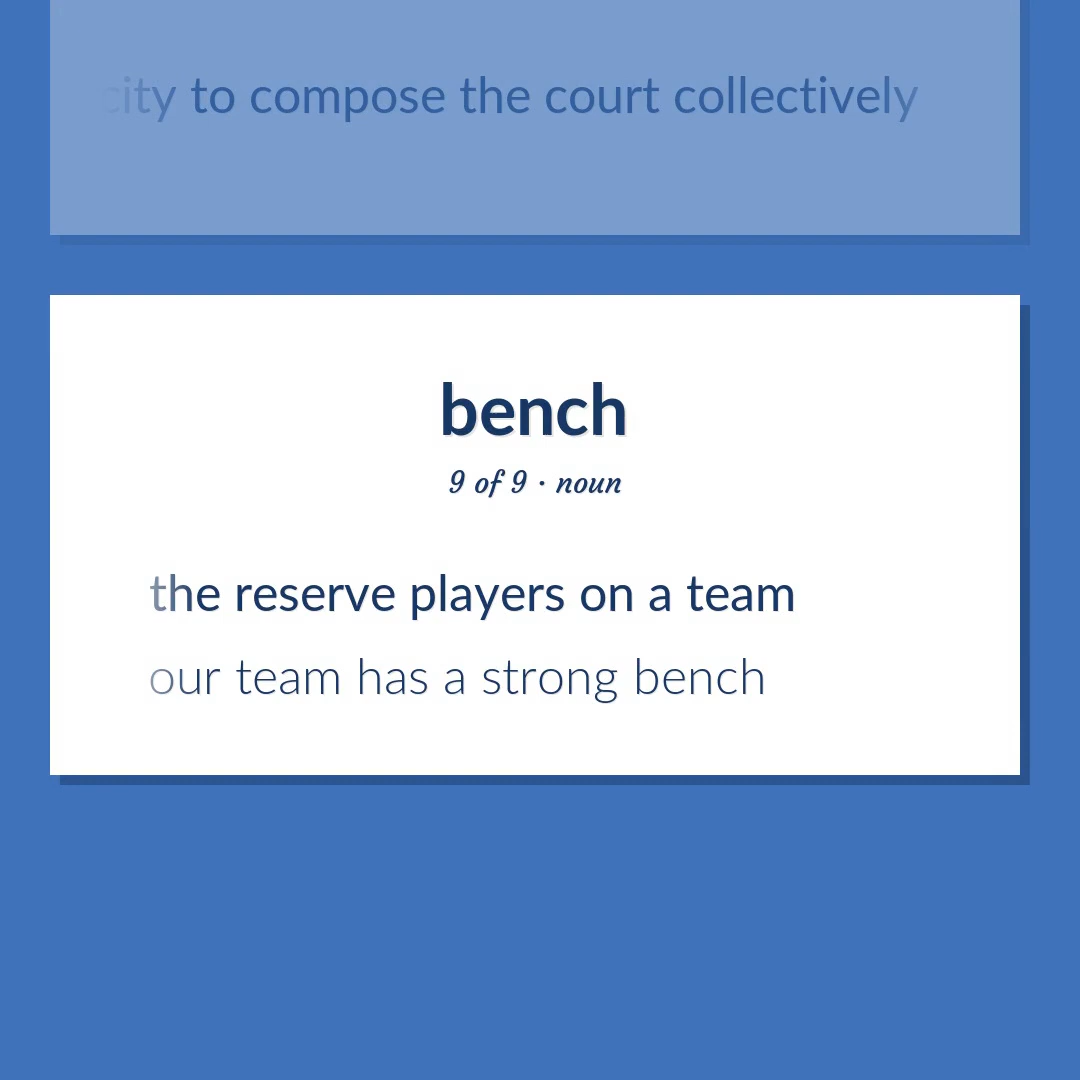 to compose the court collectively
bench
9 of 9 · noun
the reserve players on a team
our team has a strong bench